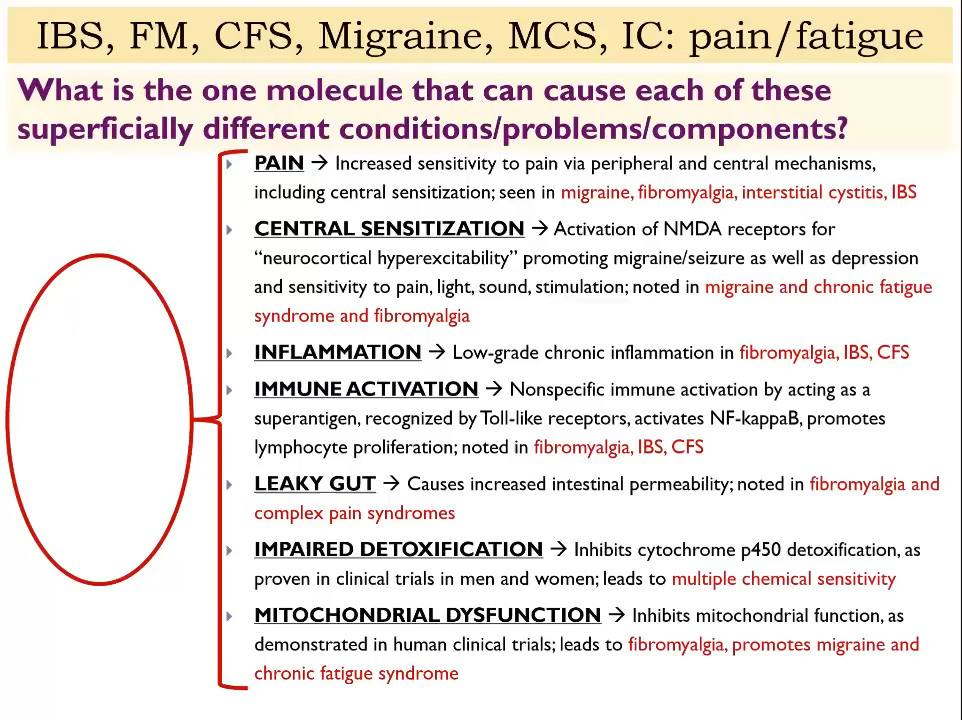 IBS, FM, CFS, Migraine, MCS, IC: pain/fatigue
What is the one molecule that can cause each of these
superficially different conditions/problems/components?
PAIN → Increased sensitivity to pain via peripheral and central mechanisms,
including central sensitization; seen in migraine, fibromyalgia, interstitial cystitis, IBS
CENTRAL SENSITIZATION → Activation of NMDA receptors for
“neurocortical hyperexcitability” promoting migraine/seizure as well as depression
and sensitivity to pain, light, sound, stimulation; noted in migraine and chronic fatigue
syndrome and fibromyalgia
INFLAMMATION → Low-grade chronic inflammation in fibromyalgia, IBS, CFS
IMMUNE ACTIVATION → Nonspecific immune activation by acting as a
superantigen, recognized by Toll-like receptors, activates NF-kappaB, promotes
lymphocyte proliferation; noted in fibromyalgia, IBS, CFS
LEAKY GUT → Causes increased intestinal permeability; noted in fibromyalgia and
complex pain syndromes
IMPAIRED DETOXIFICATION → Inhibits cytochrome p450 detoxification, as
proven in clinical trials in men and women; leads to multiple chemical sensitivity
MITOCHONDRIAL DYSFUNCTION → Inhibits mitochondrial function, as
demonstrated in human clinical trials; leads to fibromyalgia, promotes migraine and
chronic fatigue syndrome